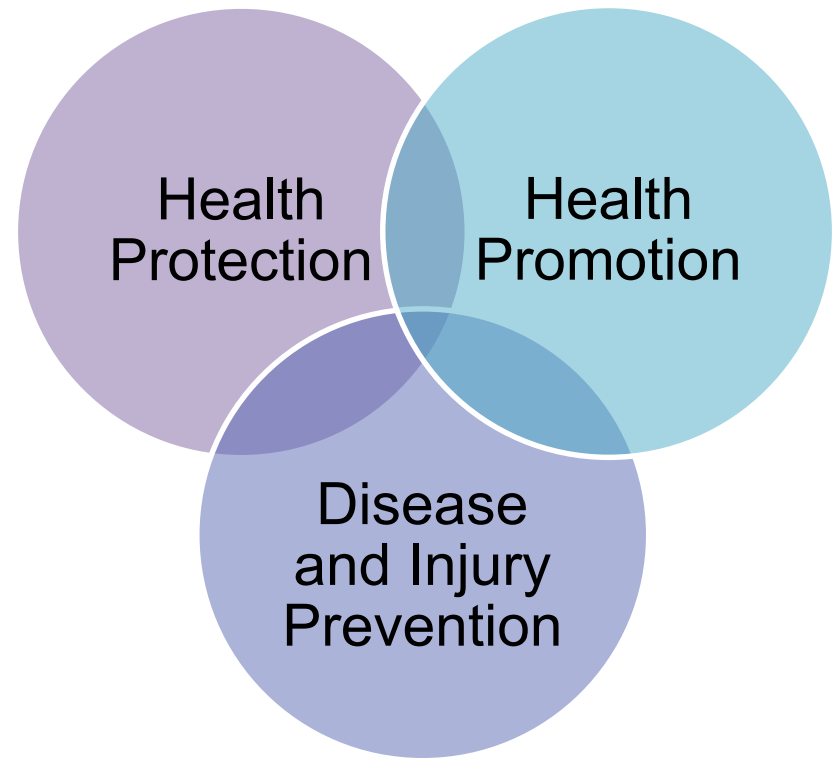 Health
Protection
Health
Promotion
Disease
and Injury
Prevention